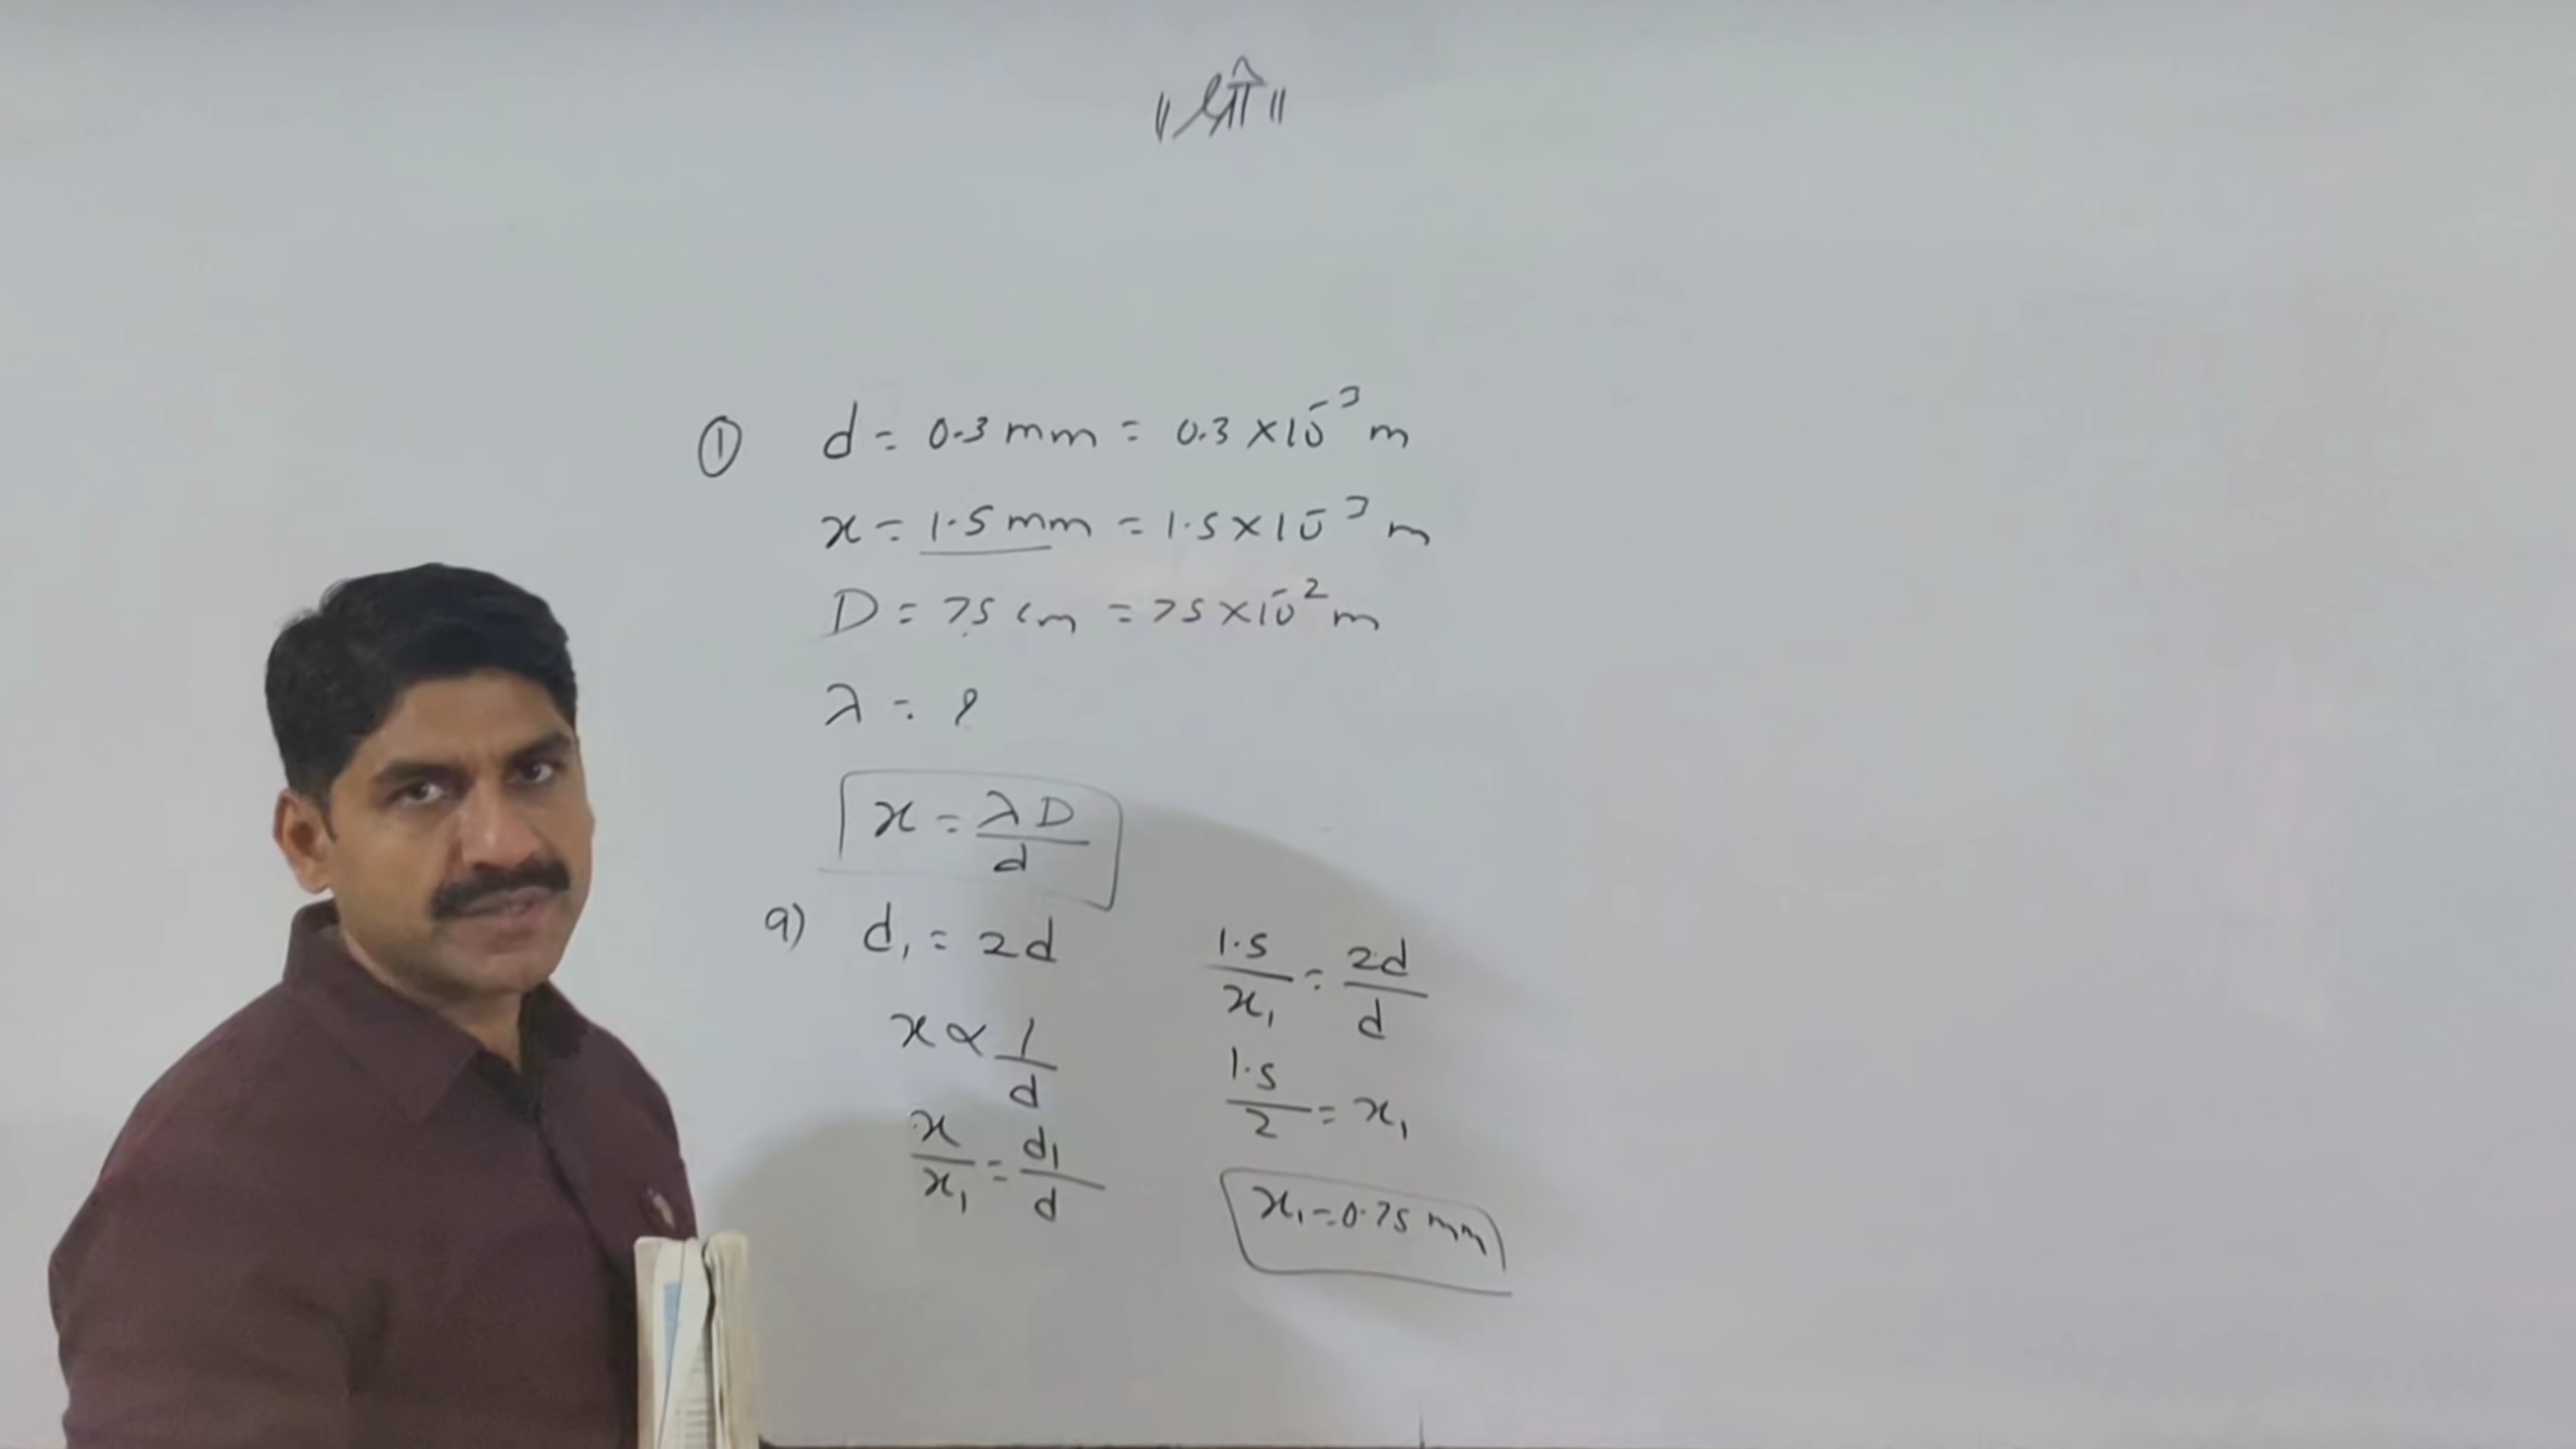 ॥ श्री ॥
① d = 0.3 mm = 0.3 × 10⁻³ m
x = 1.5 mm = 1.5 × 10⁻³ m
D = 75 cm = 75 × 10⁻² m
λ = ?
x = λD/d
a) d₁ = 2d
x ∝ 1/d
x/x₁ = d₁/d
1.5/x₁ = 2d/d
1.5/2 = x₁
x₁ = 0.75 mm